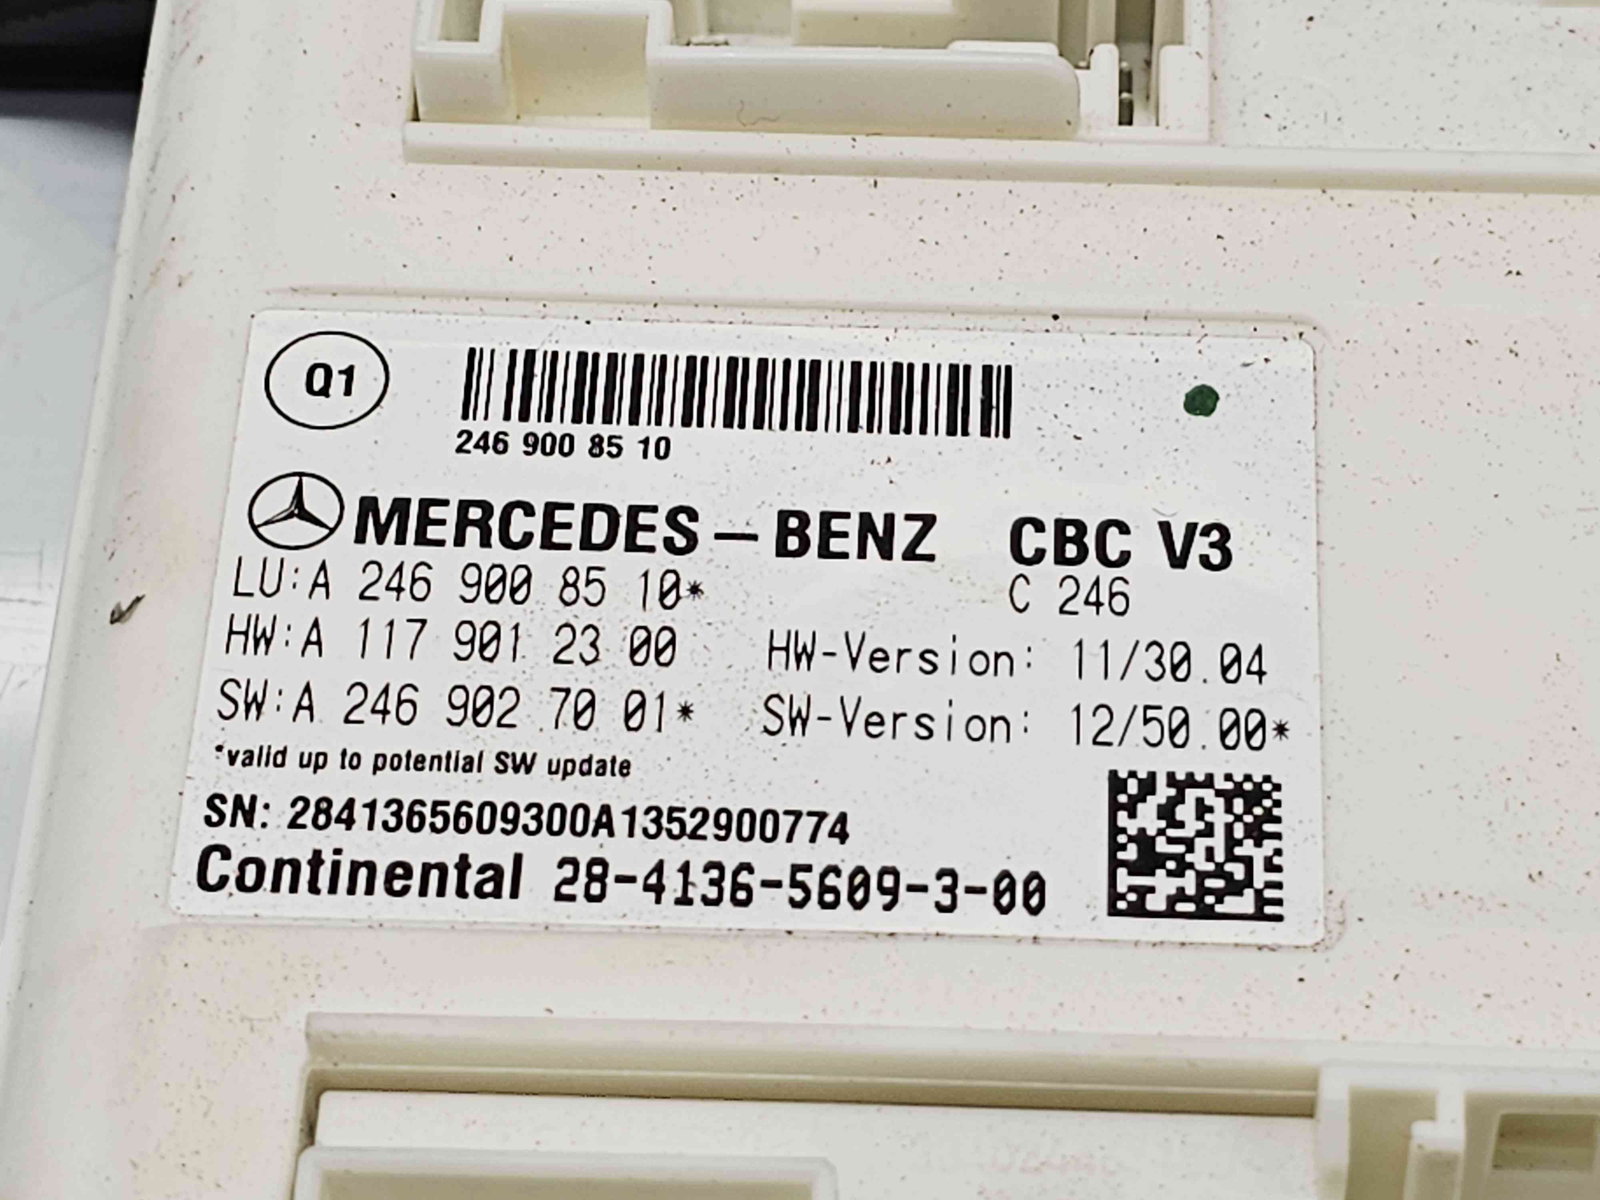 Q1
246 900 85 10
MERCEDES-BENZ CBC V3
LU:A 246 900 85 10* C 246
HW:A 117 901 23 00 HW-Version: 11/30.04
SW:A 246 902 70 01* SW-Version: 12/50.00*
*valid up to potential SW update
SN: 2841365609300A1352900774
Continental 28-4136-5609-3-00